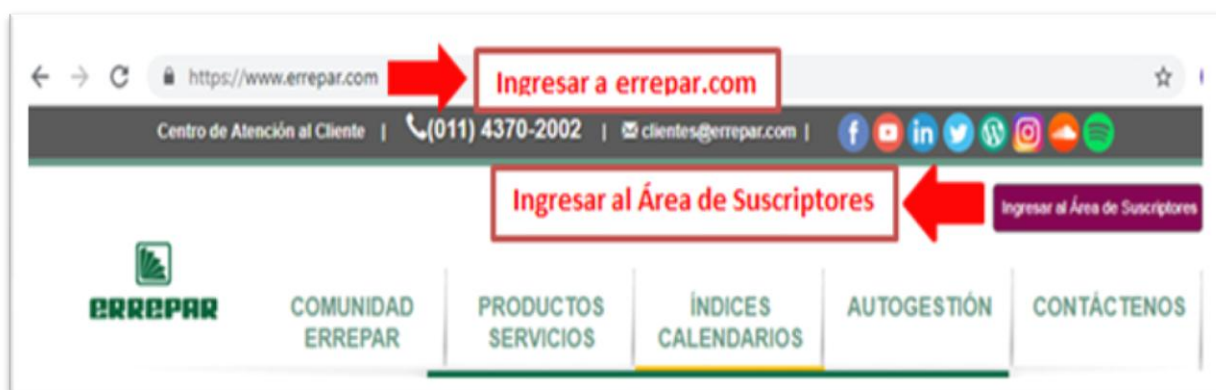 https://www.errepar.com
Ingresar a errepar.com
Centro de Atención al Cliente | (011) 4370-2002 | clientes@errepar.com |
Ingresar al Área de Suscriptores
Ingresar al Área de Suscriptores
ERREPAR
COMUNIDAD
ERREPAR
PRODUCTOS
SERVICIOS
ÍNDICES
CALENDARIOS
AUTOGESTIÓN
CONTÁCTENOS